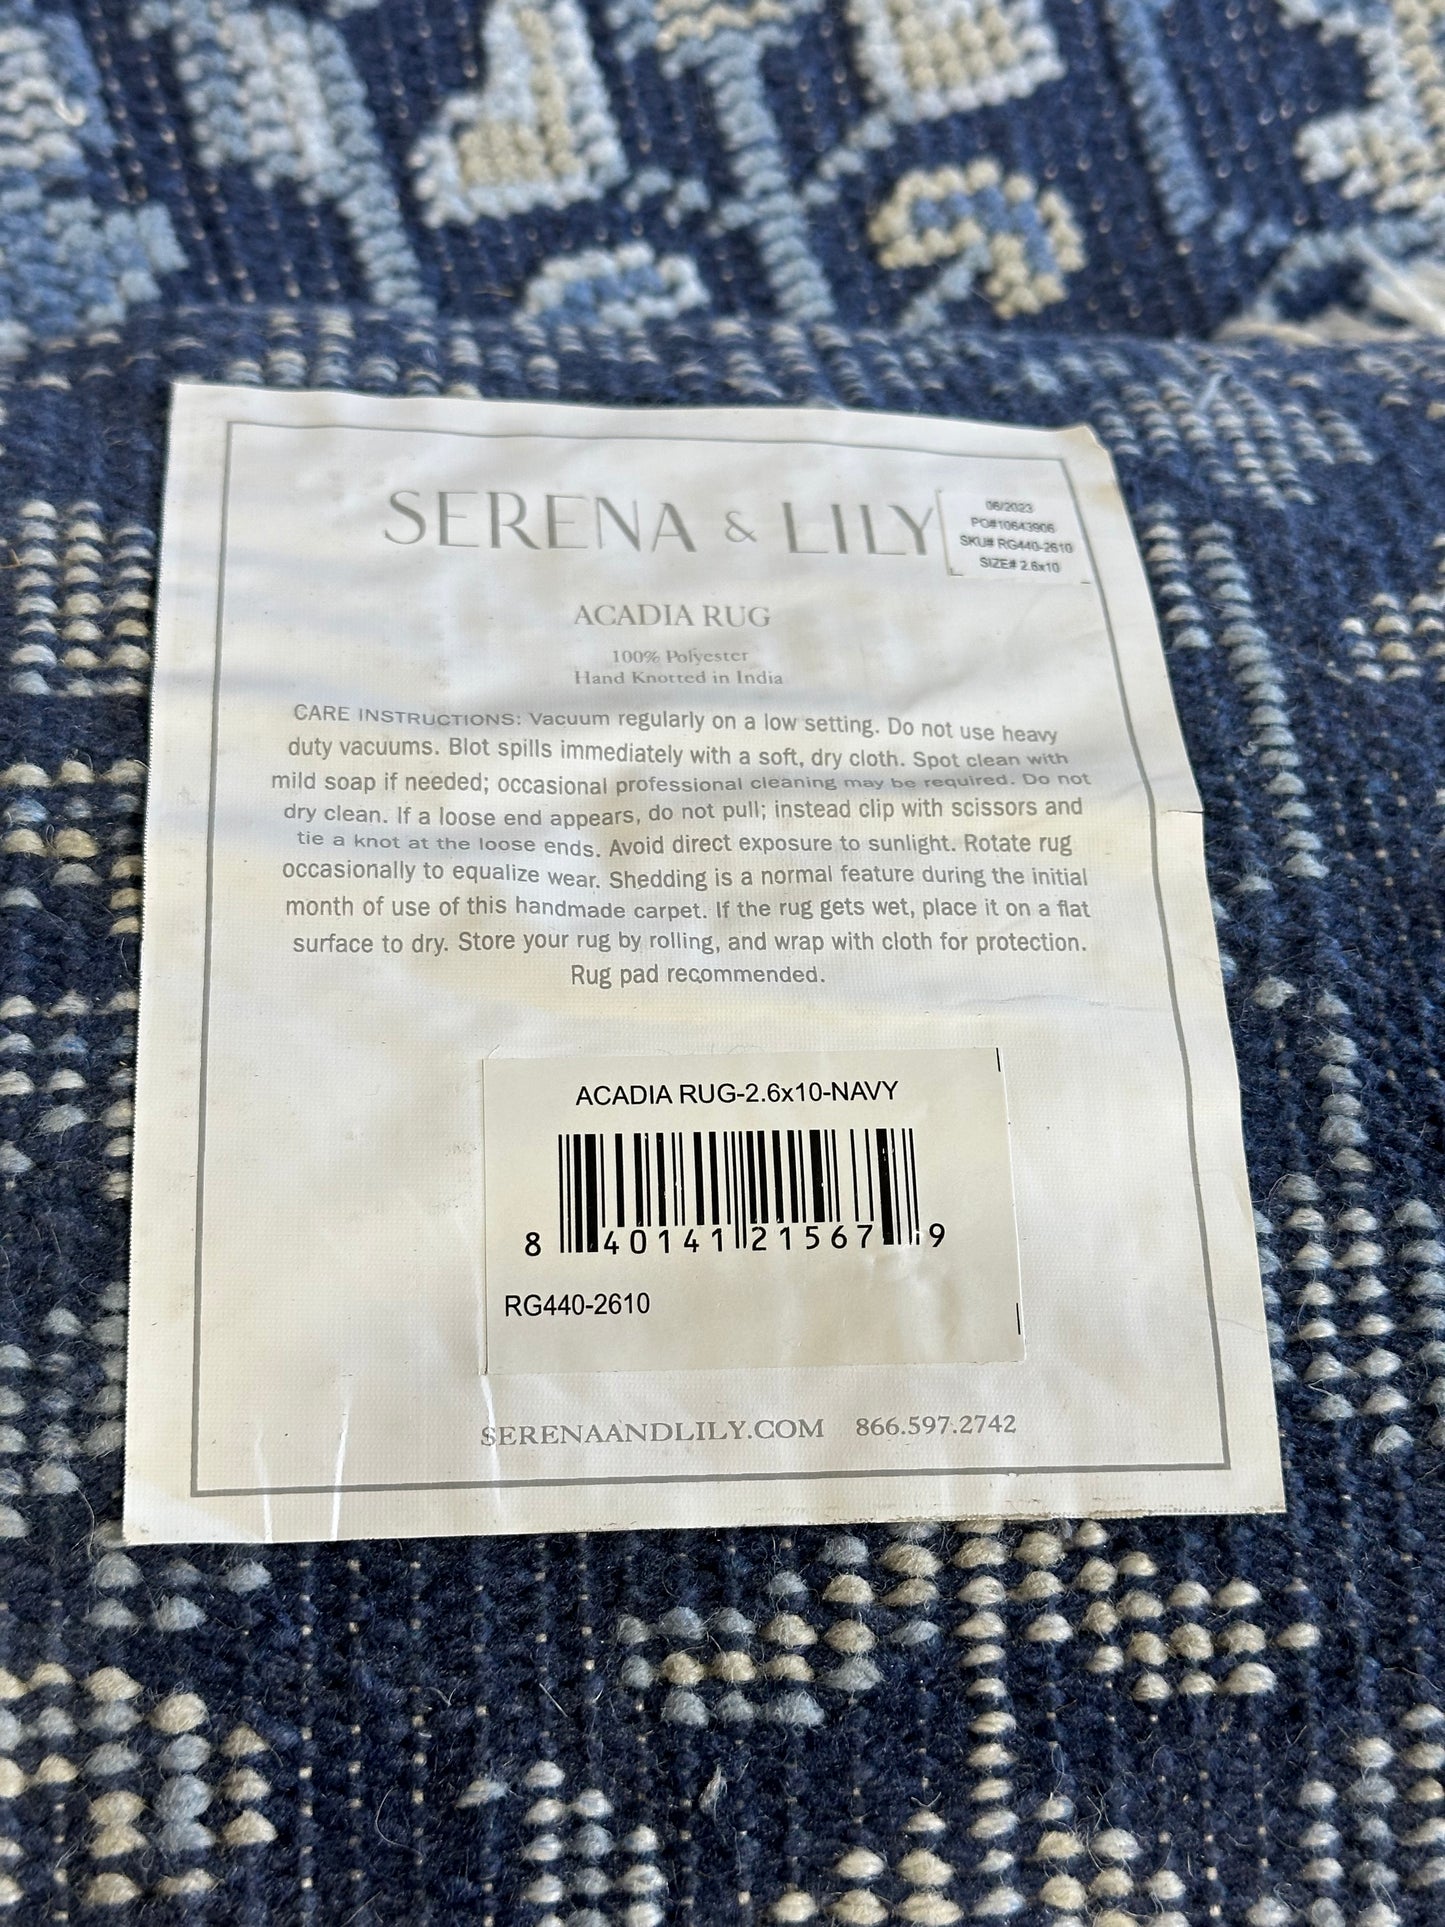 SERENA & LILY
06/2023
PO#10643906
SKU# RG440-2610
SIZE# 2.6x10
ACADIA RUG
100% Polyester
Hand Knotted in India
CARE INSTRUCTIONS: Vacuum regularly on a low setting. Do not use heavy
duty vacuums. Blot spills immediately with a soft, dry cloth. Spot clean with
mild soap if needed; occasional professional cleaning may be required. Do not
dry clean. If a loose end appears, do not pull; instead clip with scissors and
tie a knot at the loose ends. Avoid direct exposure to sunlight. Rotate rug
occasionally to equalize wear. Shedding is a normal feature during the initial
month of use of this handmade carpet. If the rug gets wet, place it on a flat
surface to dry. Store your rug by rolling, and wrap with cloth for protection.
Rug pad recommended.
ACADIA RUG-2.6x10-NAVY
8 40141 21567 9
RG440-2610
SERENAANDLILY.COM 866.597.2742